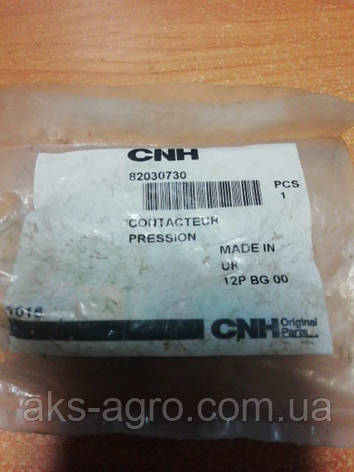 CNH
82030730
PCS
1
CONTACTEUR
PRESSION
MADE IN
UK
12P BG 00
CNH Original
Parts
aks-agro.com.ua